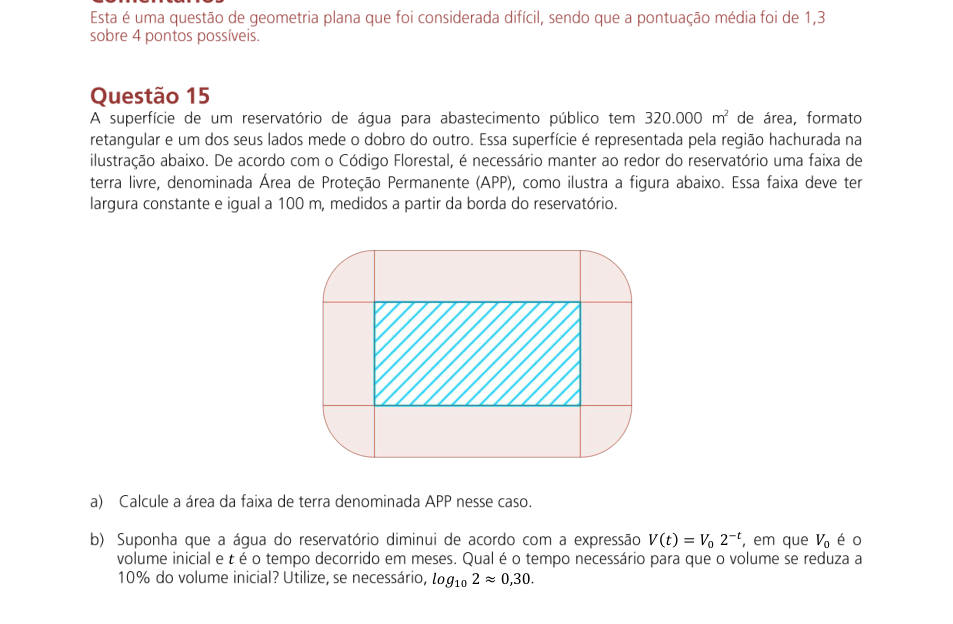 Esta é uma questão de geometria plana que foi considerada difícil, sendo que a pontuação média foi de 1,3
sobre 4 pontos possíveis.
Questão 15
A superfície de um reservatório de água para abastecimento público tem 320.000 m² de área, formato
retangular e um dos seus lados mede o dobro do outro. Essa superfície é representada pela região hachurada na
ilustração abaixo. De acordo com o Código Florestal, é necessário manter ao redor do reservatório uma faixa de
terra livre, denominada Área de Proteção Permanente (APP), como ilustra a figura abaixo. Essa faixa deve ter
largura constante e igual a 100 m, medidos a partir da borda do reservatório.
a) Calcule a área da faixa de terra denominada APP nesse caso.
b) Suponha que a água do reservatório diminui de acordo com a expressão V(t) = V₀ 2⁻ᵗ, em que V₀ é o
volume inicial e t é o tempo decorrido em meses. Qual é o tempo necessário para que o volume se reduza a
10% do volume inicial? Utilize, se necessário, log₁₀ 2 ≈ 0,30.